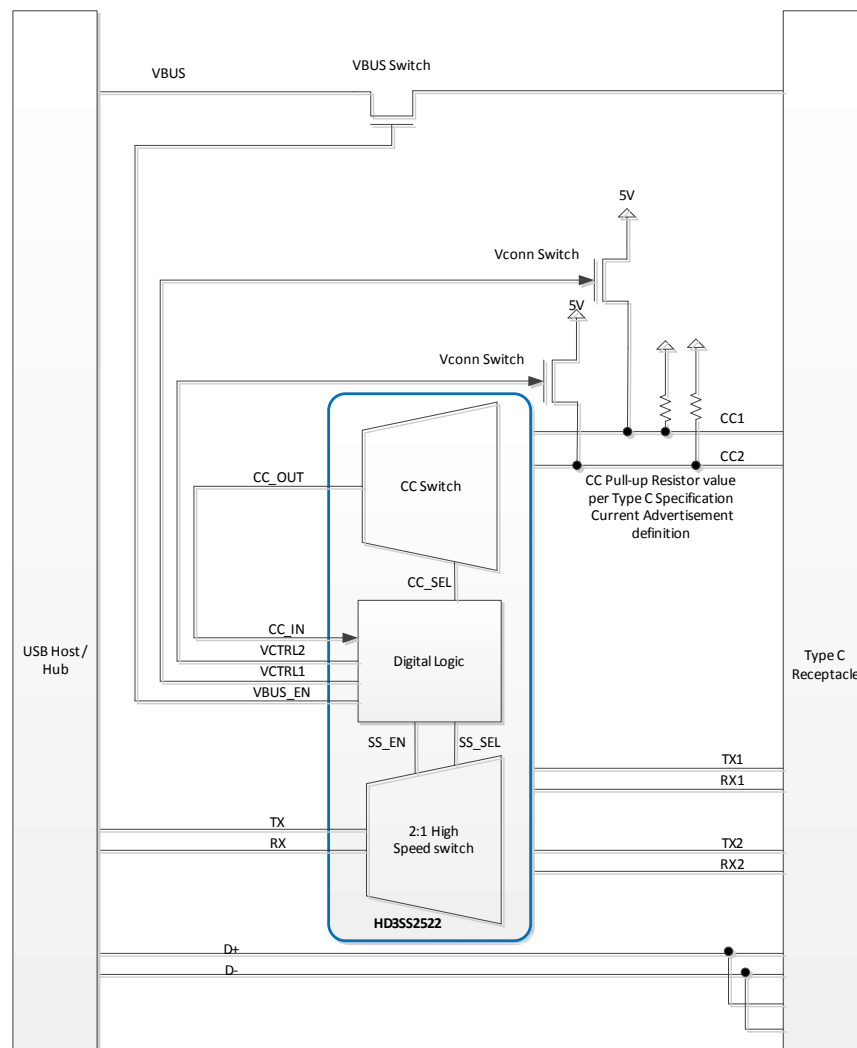 VBUS
VBUS Switch
5V
Vconn Switch
5V
Vconn Switch
CC1
CC2
CC_OUT
CC Switch
CC Pull-up Resistor value
per Type C Specification
Current Advertisement
definition
CC_SEL
CC_IN
VCTRL2
VCTRL1
VBUS_EN
Digital Logic
USB Host/
Hub
Type C
Receptacle
SS_EN
SS_SEL
TX1
RX1
TX
RX
2:1 High
Speed switch
TX2
RX2
HD3SS2522
D+
D-